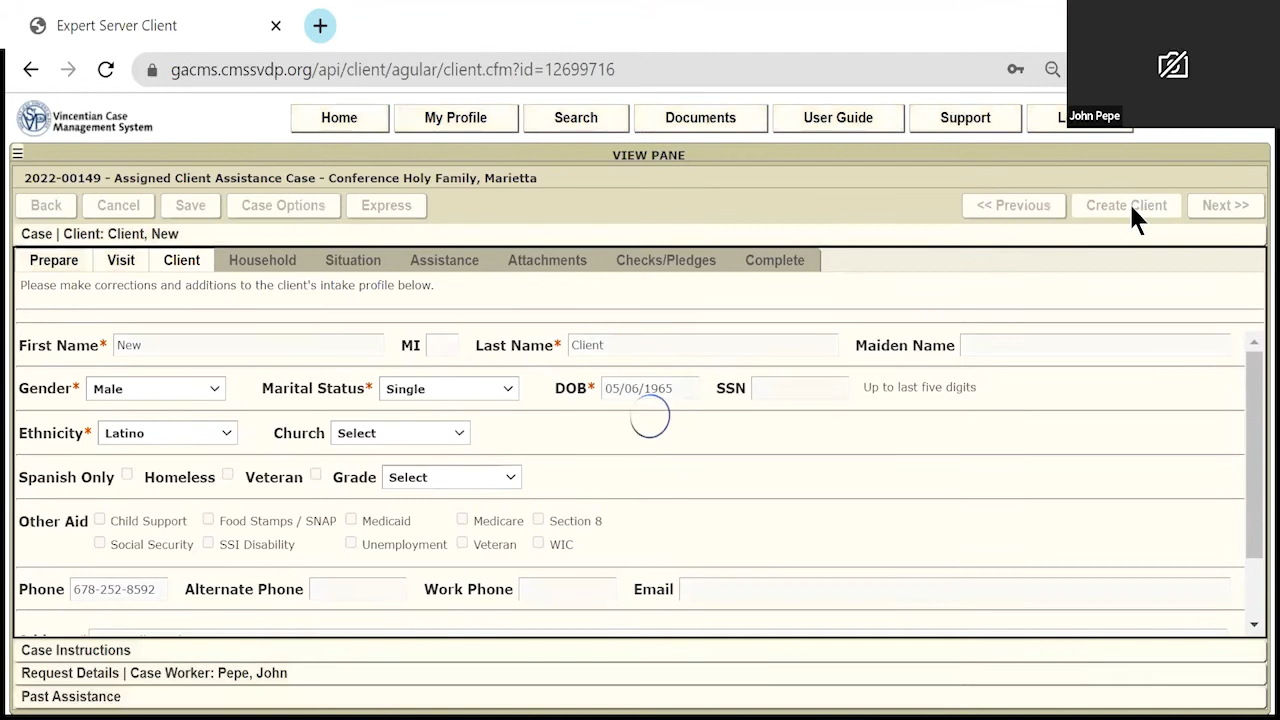 Expert Server Client
gacms.cmssvdp.org/api/client/agular/client.cfm?id=12699716
John Pepe
SVP Vincentian Case
Management System
Home My Profile Search Documents User Guide Support L
VIEW PANE
2022-00149 - Assigned Client Assistance Case - Conference Holy Family, Marietta
Back Cancel Save Case Options Express << Previous Create Client Next >>
Case | Client: Client, New
Prepare Visit Client Household Situation Assistance Attachments Checks/Pledges Complete
Please make corrections and additions to the client's intake profile below.
First Name* New MI Last Name* Client Maiden Name
Gender* Male Marital Status* Single DOB* 05/06/1965 SSN Up to last five digits
Ethnicity* Latino Church Select
Spanish Only Homeless Veteran Grade Select
Other Aid Child Support Food Stamps / SNAP Medicaid Medicare Section 8
Social Security SSI Disability Unemployment Veteran WIC
Phone 678-252-8592 Alternate Phone Work Phone Email
Case Instructions
Request Details | Case Worker: Pepe, John
Past Assistance